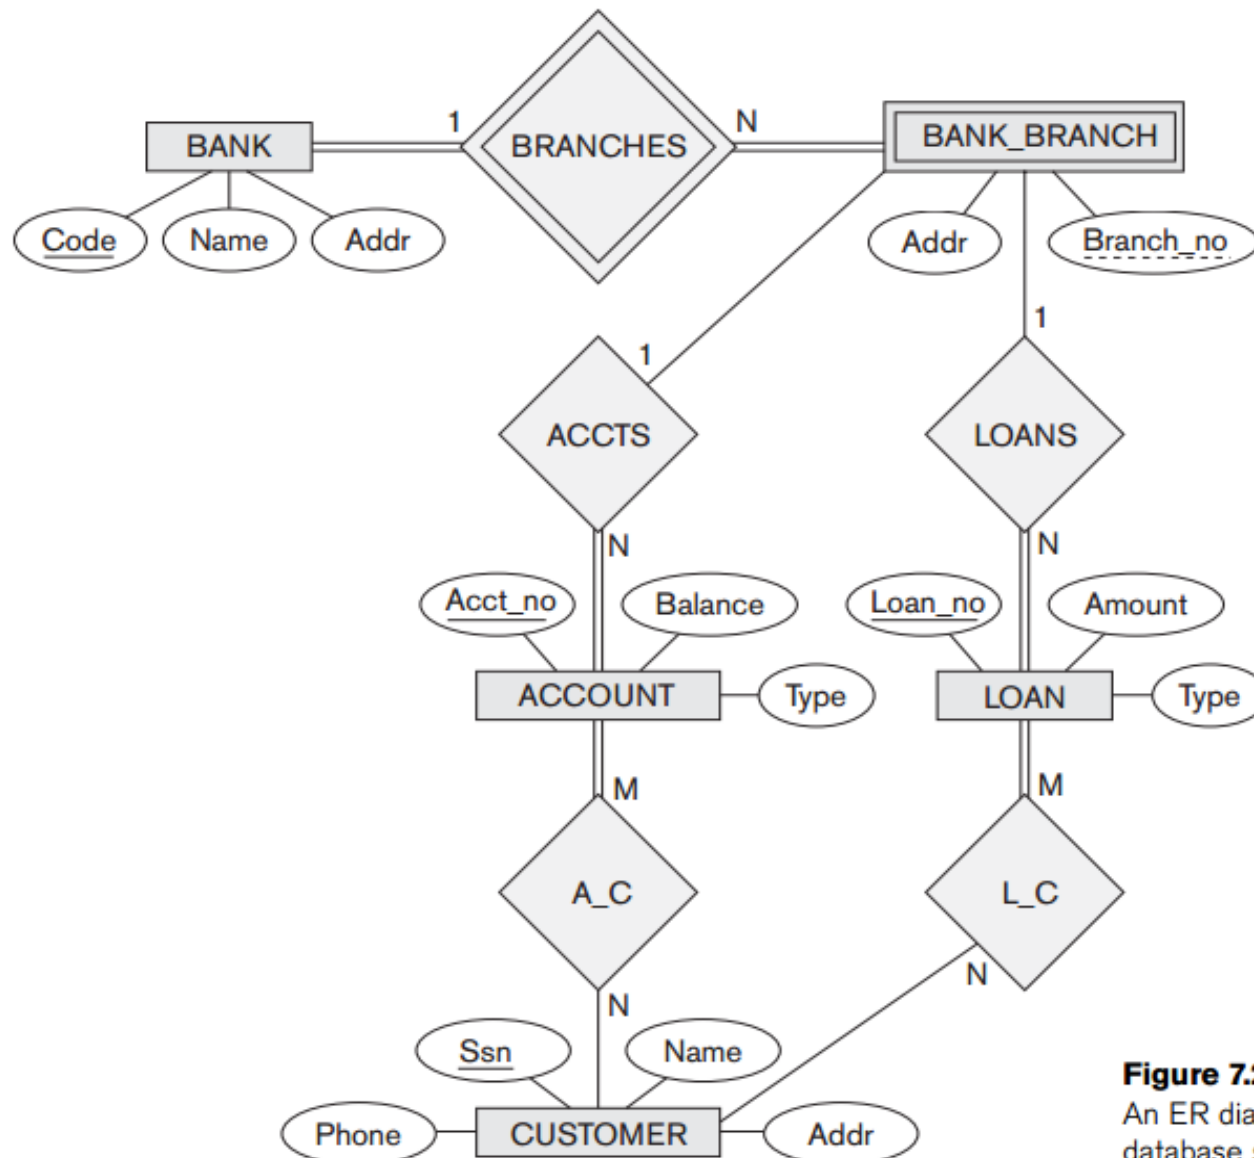 1
N
BANK
BRANCHES
BANK_BRANCH
Code
Name
Addr
Addr
Branch_no
1
1
ACCTS
LOANS
N
N
Acct_no
Balance
Loan_no
Amount
ACCOUNT
Type
LOAN
Type
M
M
A_C
L_C
N
N
Ssn
Name
Phone
CUSTOMER
Addr
Figure 7.
An ER dia
database